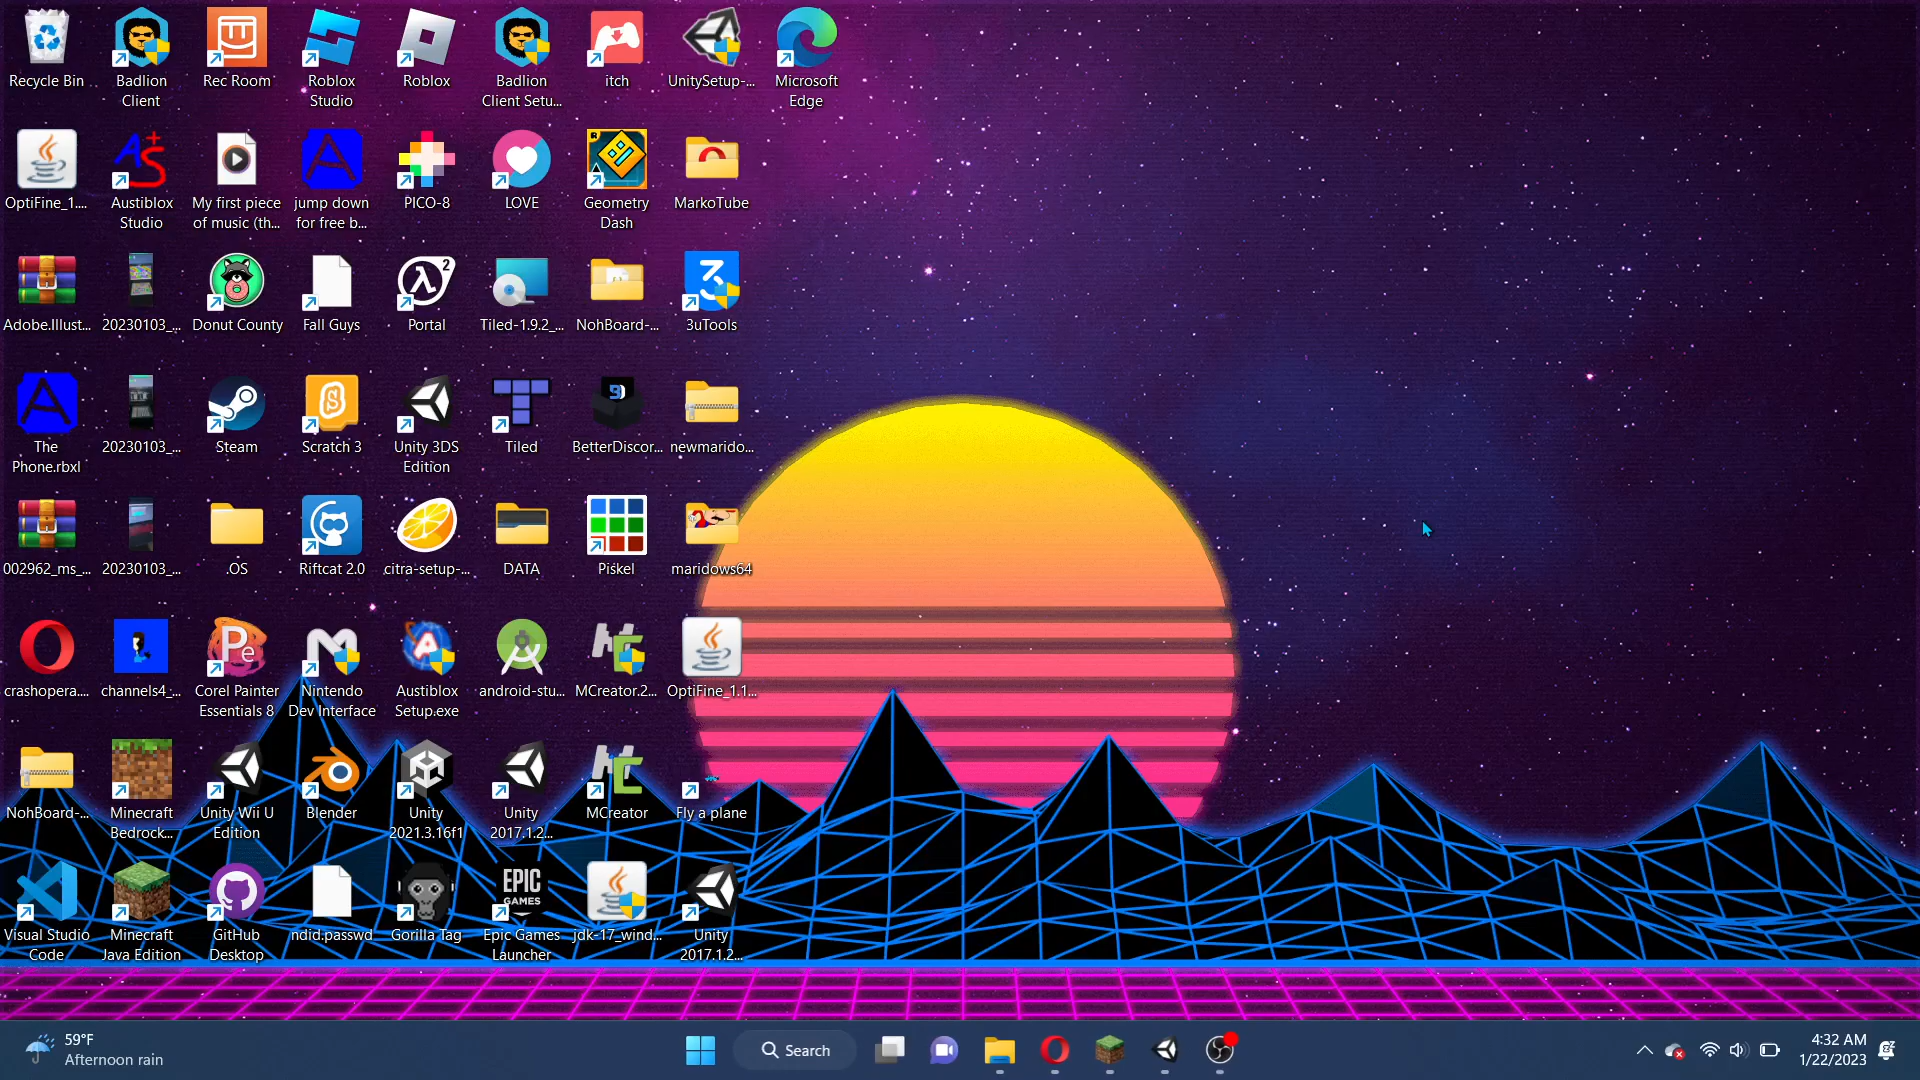 Recycle Bin
Badlion
Client
Rec Room
Roblox
Studio
Roblox
Badlion
Client Setu...
itch
UnitySetup-...
Microsoft
Edge
OptiFine_1....
Austiblox
Studio
My first piece
of music (th...
jump down
for free b...
PICO-8
LOVE
Geometry
Dash
MarkoTube
Adobe.Illust...
20230103_...
Donut County
Fall Guys
Portal
2
Tiled-1.9.2_...
NohBoard-...
3uTools
The
Phone.rbxl
20230103_...
Steam
Scratch 3
Unity 3DS
Edition
Tiled
BetterDiscor...
newmarido...
002962_ms_...
20230103_...
.OS
Riftcat 2.0
citra-setup-...
DATA
Piskel
maridows64
crashopera....
channels4_...
Pe
Corel Painter
Essentials 8
Nintendo
Dev Interface
Austiblox
Setup.exe
android-stu...
MCreator.2...
OptiFine_1.1...
NohBoard-...
Minecraft
Bedrock...
Unity Wii U
Edition
Blender
Unity
2021.3.16f1
Unity
2017.1.2...
MCreator
Fly a plane
Visual Studio
Code
Minecraft
Java Edition
GitHub
Desktop
ndid.passwd
Gorilla Tag
EPIC
GAMES
Epic Games
Launcher
jdk-17_wind...
Unity
2017.1.2...
59°F
Afternoon rain
Search
4:32 AM
1/22/2023